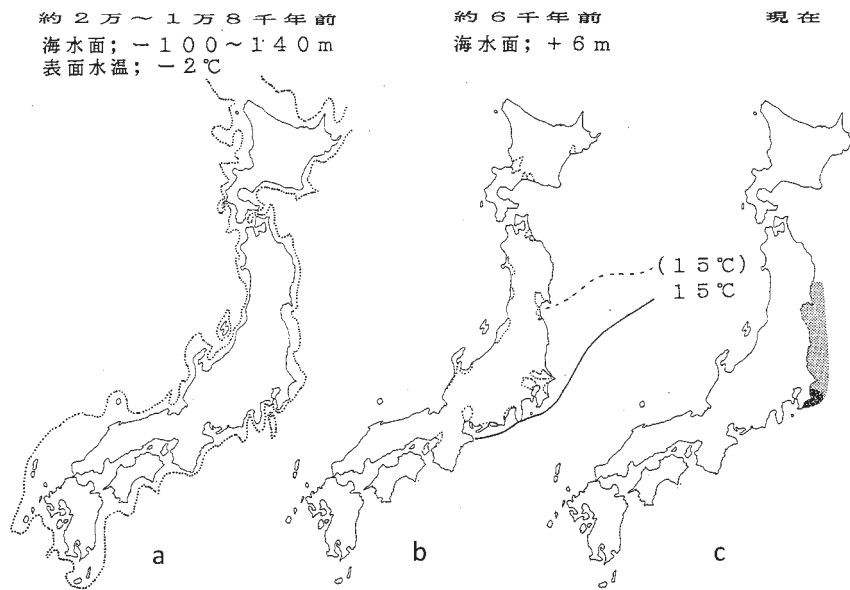 約２万～１万８千年前
海水面；－１００～１４０ｍ
表面水温；－２℃
約６千年前
海水面；＋６ｍ
現在
(１５℃)
１５℃
a
b
c